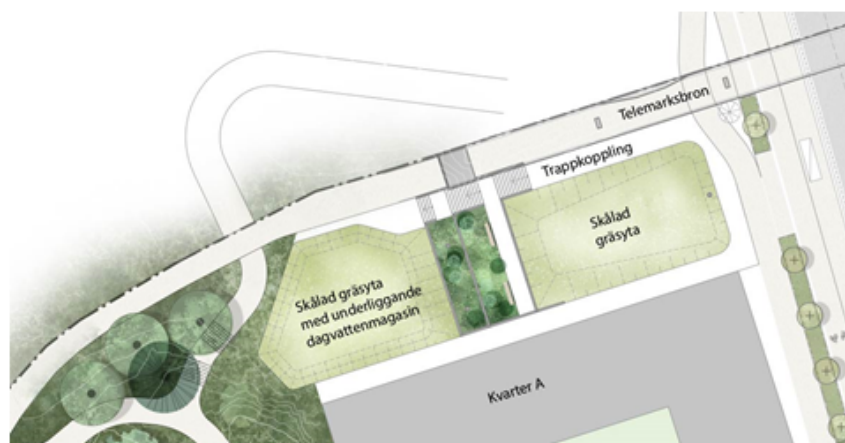 Telemarksbron
Trappkoppling
Skålad
gräsyta
Skålad gräsyta
med underliggande
dagvattenmagasin
Kvarter A